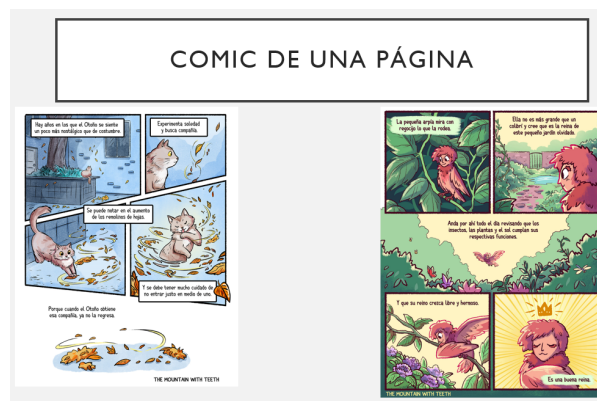 COMIC DE UNA PÁGINA
Hay años en los que el Otoño se siente
un poco más nostálgico que de costumbre.
Experimenta soledad
y busca compañía.
Se puede notar en el aumento
de los remolinos de hojas.
Y se debe tener mucho cuidado de
no entrar justo en medio de uno.
Porque cuando el Otoño obtiene
esa compañía, ya no la regresa.
THE MOUNTAIN WITH TEETH
La pequeña arpía mira con
regocijo lo que la rodea.
Ella no es más grande que un
colibrí y cree que es la reina de
este pequeño jardín olvidado.
Anda por ahí todo el día revisando que los
insectos, las plantas y el sol cumplan sus
respectivas funciones.
Y que su reino crezca libre y hermoso.
Es una buena reina.
THE MOUNTAIN WITH TEETH